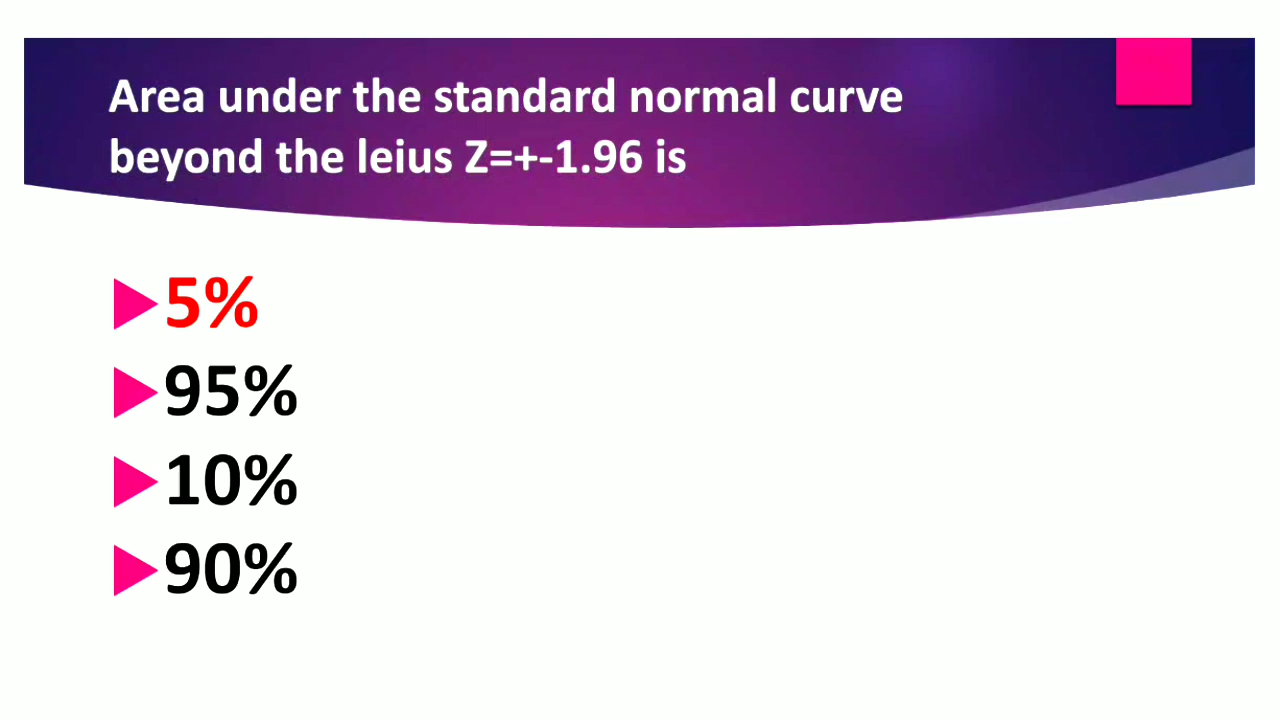 Area under the standard normal curve
beyond the leius Z=+-1.96 is
5%
95%
10%
90%